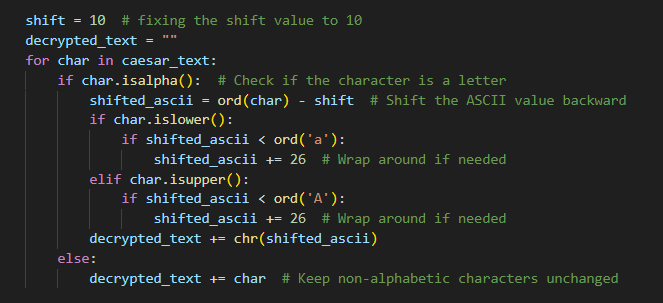 shift = 10  # fixing the shift value to 10
decrypted_text = ""
for char in caesar_text:
    if char.isalpha():  # Check if the character is a letter
        shifted_ascii = ord(char) - shift  # Shift the ASCII value backward
        if char.islower():
            if shifted_ascii < ord('a'):
                shifted_ascii += 26  # Wrap around if needed
        elif char.isupper():
            if shifted_ascii < ord('A'):
                shifted_ascii += 26  # Wrap around if needed
        decrypted_text += chr(shifted_ascii)
    else:
        decrypted_text += char  # Keep non-alphabetic characters unchanged